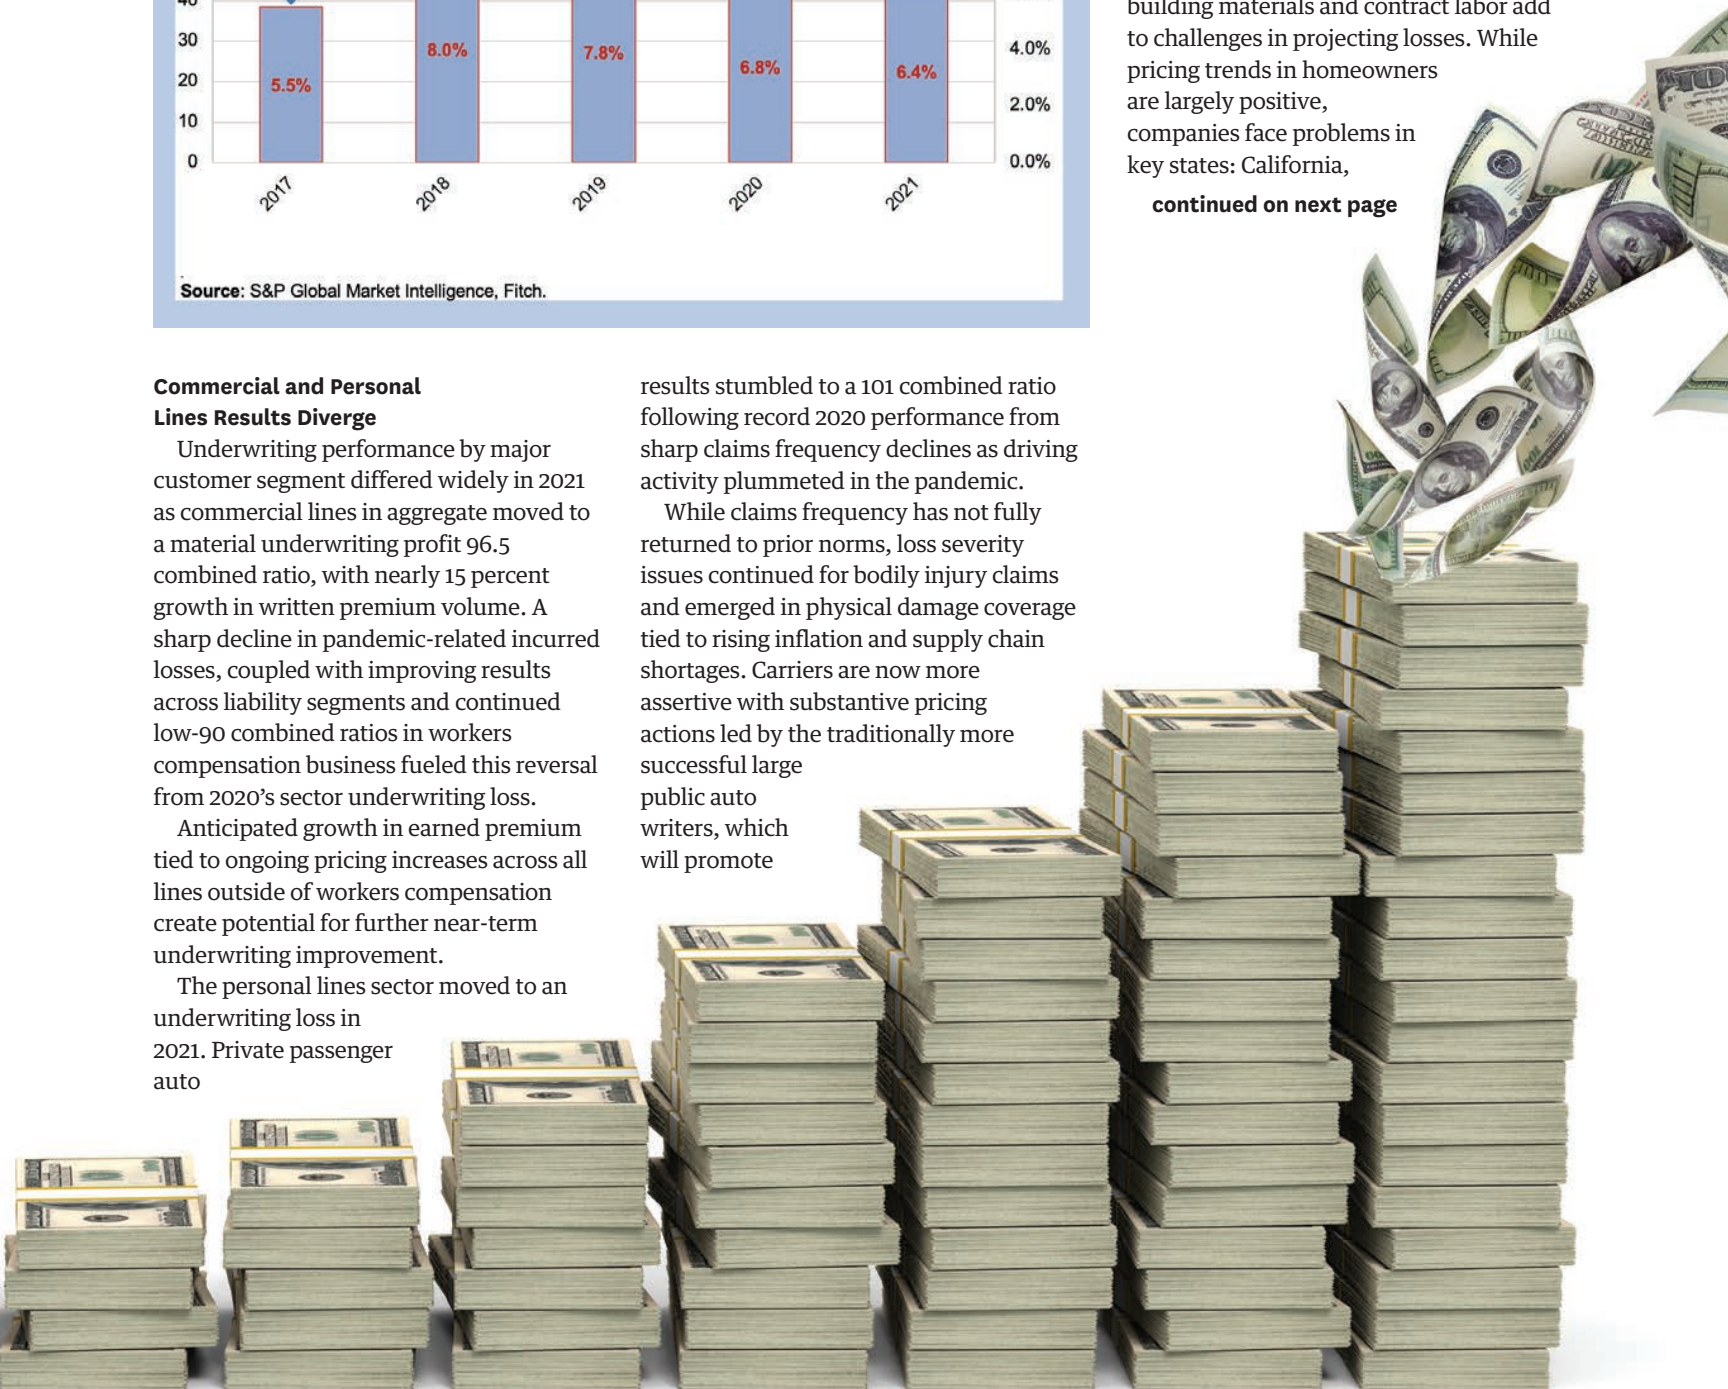 40
30
20
10
0
5.5%
8.0%
7.8%
6.8%
6.4%
4.0%
2.0%
0.0%
2017
2018
2019
2020
2021
Source: S&P Global Market Intelligence, Fitch.
Commercial and Personal
Lines Results Diverge
Underwriting performance by major
customer segment differed widely in 2021
as commercial lines in aggregate moved to
a material underwriting profit 96.5
combined ratio, with nearly 15 percent
growth in written premium volume. A
sharp decline in pandemic-related incurred
losses, coupled with improving results
across liability segments and continued
low-90 combined ratios in workers
compensation business fueled this reversal
from 2020’s sector underwriting loss.
Anticipated growth in earned premium
tied to ongoing pricing increases across all
lines outside of workers compensation
create potential for further near-term
underwriting improvement.
The personal lines sector moved to an
underwriting loss in
2021. Private passenger
auto
results stumbled to a 101 combined ratio
following record 2020 performance from
sharp claims frequency declines as driving
activity plummeted in the pandemic.
While claims frequency has not fully
returned to prior norms, loss severity
issues continued for bodily injury claims
and emerged in physical damage coverage
tied to rising inflation and supply chain
shortages. Carriers are now more
assertive with substantive pricing
actions led by the traditionally more
successful large
public auto
writers, which
will promote
building materials and contract labor add
to challenges in projecting losses. While
pricing trends in homeowners
are largely positive,
companies face problems in
key states: California,
continued on next page